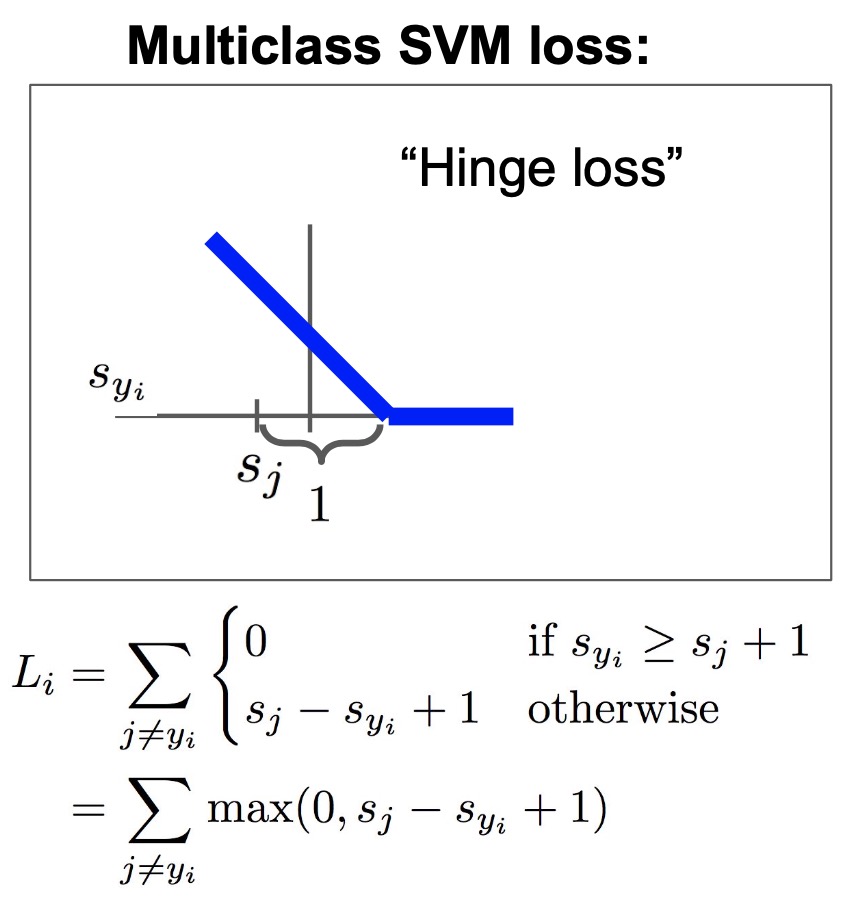 Multiclass SVM loss:
“Hinge loss”
s_{y_i}
s_j
1
L_i = \sum_{j \neq y_i} \begin{cases} 0 & \text{if } s_{y_i} \geq s_j + 1 \\ s_j - s_{y_i} + 1 & \text{otherwise} \end{cases}
= \sum_{j \neq y_i} \max(0, s_j - s_{y_i} + 1)